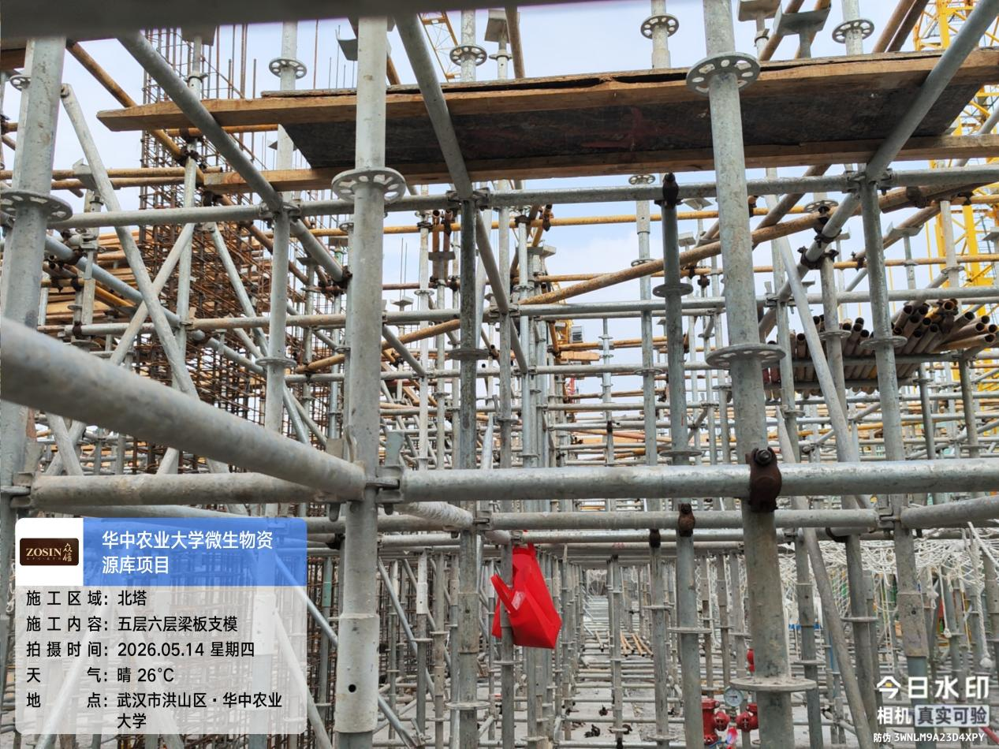 ZOSIN 众信
华中农业大学微生物资
源库项目
施工区域：北塔
施工内容：五层六层梁板支模
拍摄时间：2026.05.14 星期四
天气：晴 26℃
地点：武汉市洪山区·华中农业
大学
今日水印
相机 真实可验
防伪 3WNLM9A23D4XPY